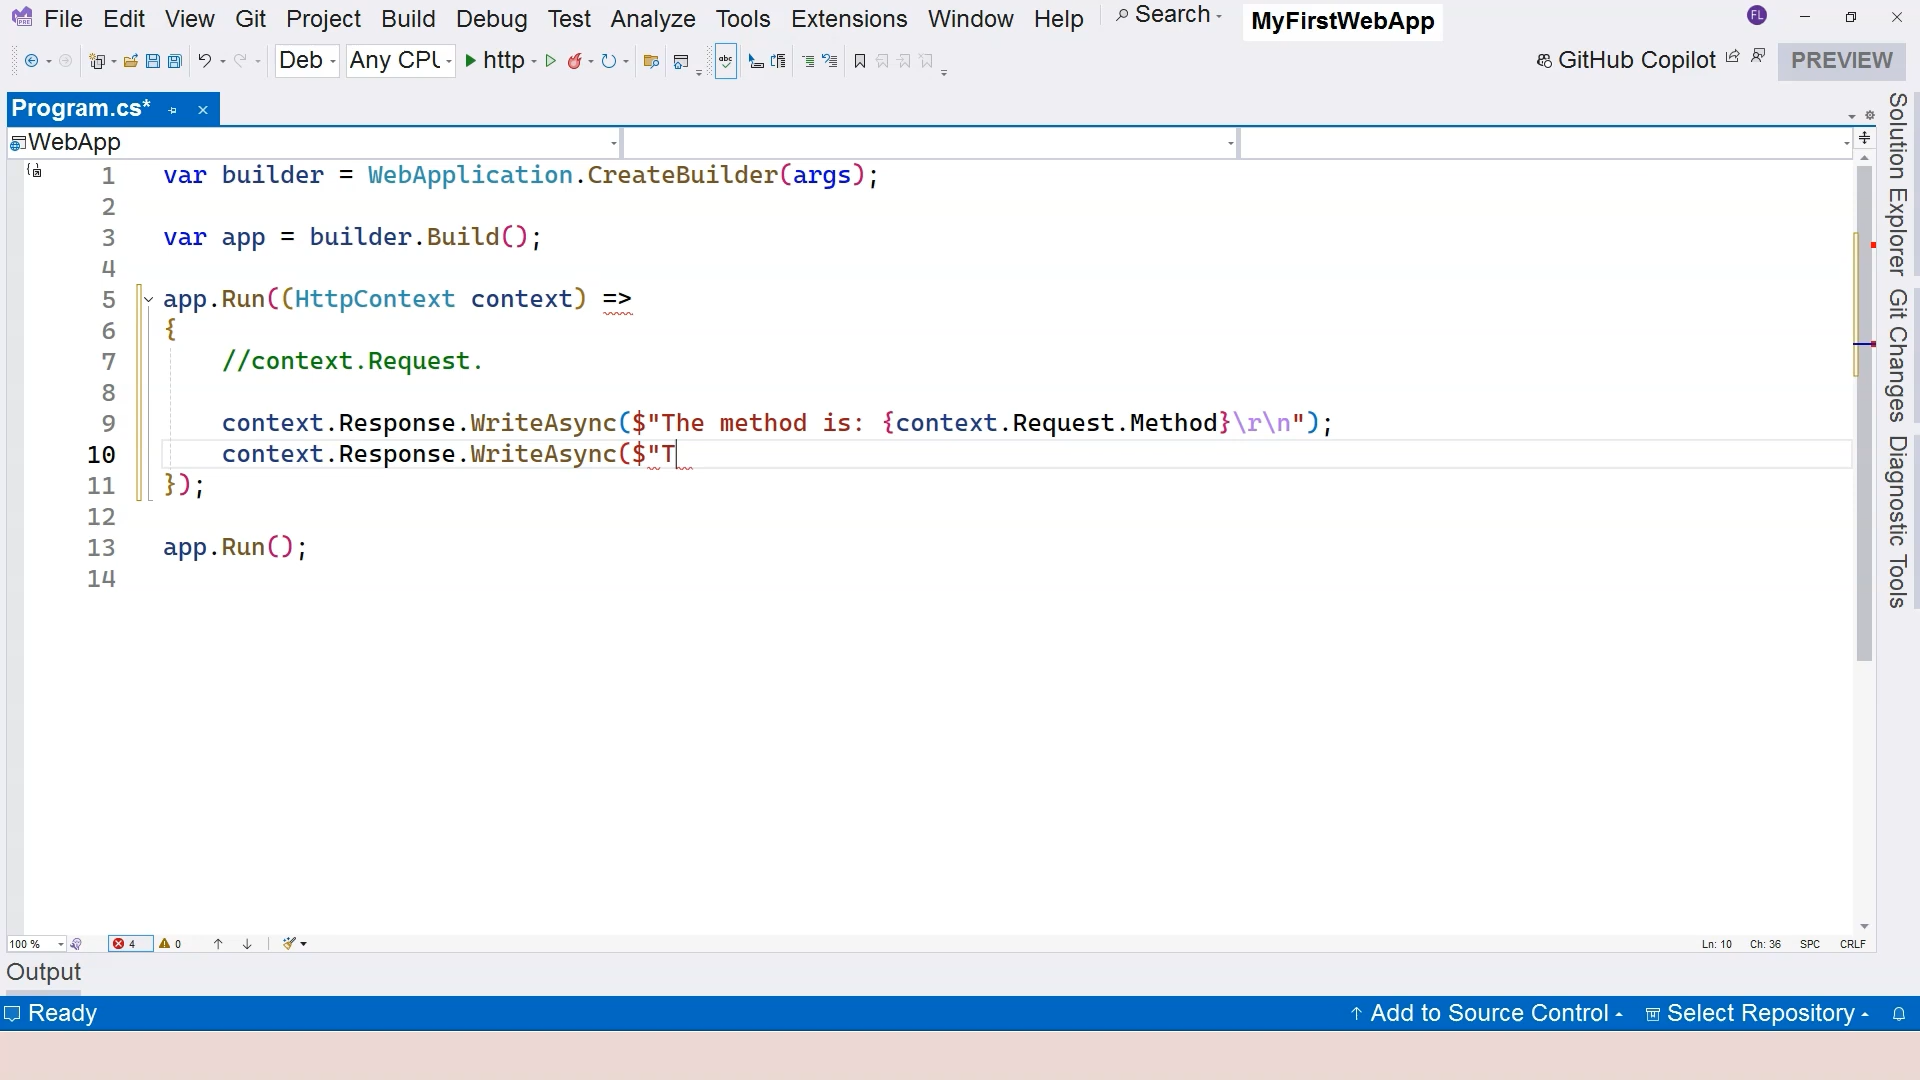 File Edit View Git Project Build Debug Test Analyze Tools Extensions Window Help Search MyFirstWebApp FL
Deb Any CPU http abc GitHub Copilot PREVIEW
Program.cs*
WebApp
1 var builder = WebApplication.CreateBuilder(args);
2
3 var app = builder.Build();
4
5 app.Run((HttpContext context) =>
6 {
7 //context.Request.
8
9 context.Response.WriteAsync($"The method is: {context.Request.Method}\r\n");
10 context.Response.WriteAsync($"T
11 });
12
13 app.Run();
14
Solution Explorer
Git Changes
Diagnostic Tools
100 % 4 0 Ln: 10 Ch: 36 SPC CRLF
Output
Ready Add to Source Control Select Repository